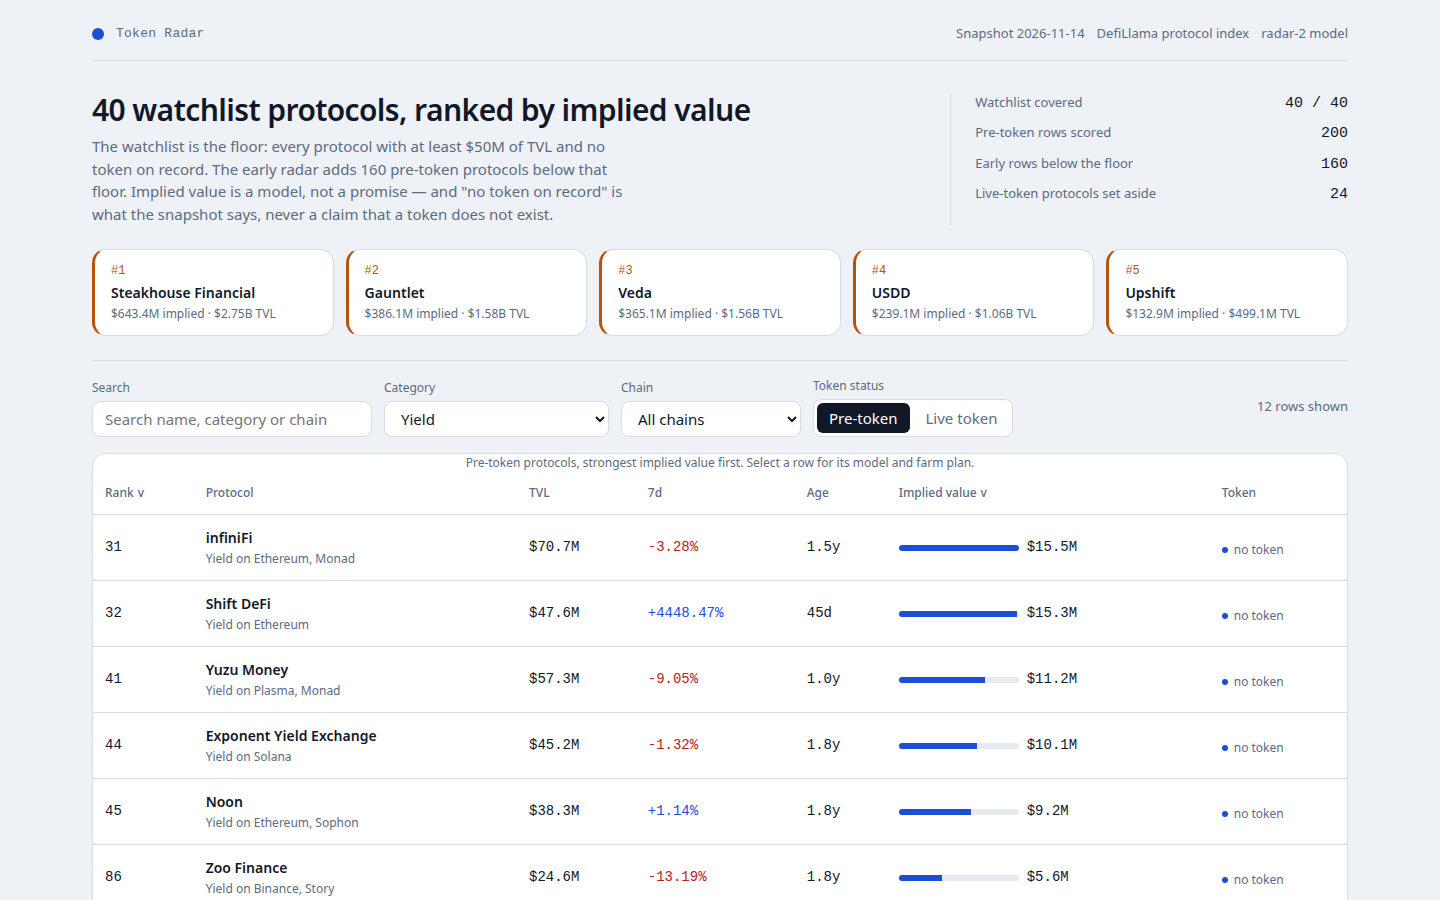 Token Radar
Snapshot 2026-11-14 DefiLlama protocol index radar-2 model
40 watchlist protocols, ranked by implied value
The watchlist is the floor: every protocol with at least $50M of TVL and no
token on record. The early radar adds 160 pre-token protocols below that
floor. Implied value is a model, not a promise — and "no token on record" is
what the snapshot says, never a claim that a token does not exist.
Watchlist covered 40 / 40
Pre-token rows scored 200
Early rows below the floor 160
Live-token protocols set aside 24
#1
Steakhouse Financial
$643.4M implied · $2.75B TVL
#2
Gauntlet
$386.1M implied · $1.58B TVL
#3
Veda
$365.1M implied · $1.56B TVL
#4
USDD
$239.1M implied · $1.06B TVL
#5
Upshift
$132.9M implied · $499.1M TVL
Search
Search name, category or chain
Category
Yield
Chain
All chains
Token status
Pre-token Live token
12 rows shown
Pre-token protocols, strongest implied value first. Select a row for its model and farm plan.
Rank v Protocol TVL 7d Age Implied value v Token
31 infiniFi $70.7M -3.28% 1.5y $15.5M no token
Yield on Ethereum, Monad
32 Shift DeFi $47.6M +4448.47% 45d $15.3M no token
Yield on Ethereum
41 Yuzu Money $57.3M -9.05% 1.0y $11.2M no token
Yield on Plasma, Monad
44 Exponent Yield Exchange $45.2M -1.32% 1.8y $10.1M no token
Yield on Solana
45 Noon $38.3M +1.14% 1.8y $9.2M no token
Yield on Ethereum, Sophon
86 Zoo Finance $24.6M -13.19% 1.8y $5.6M no token
Yield on Binance, Story